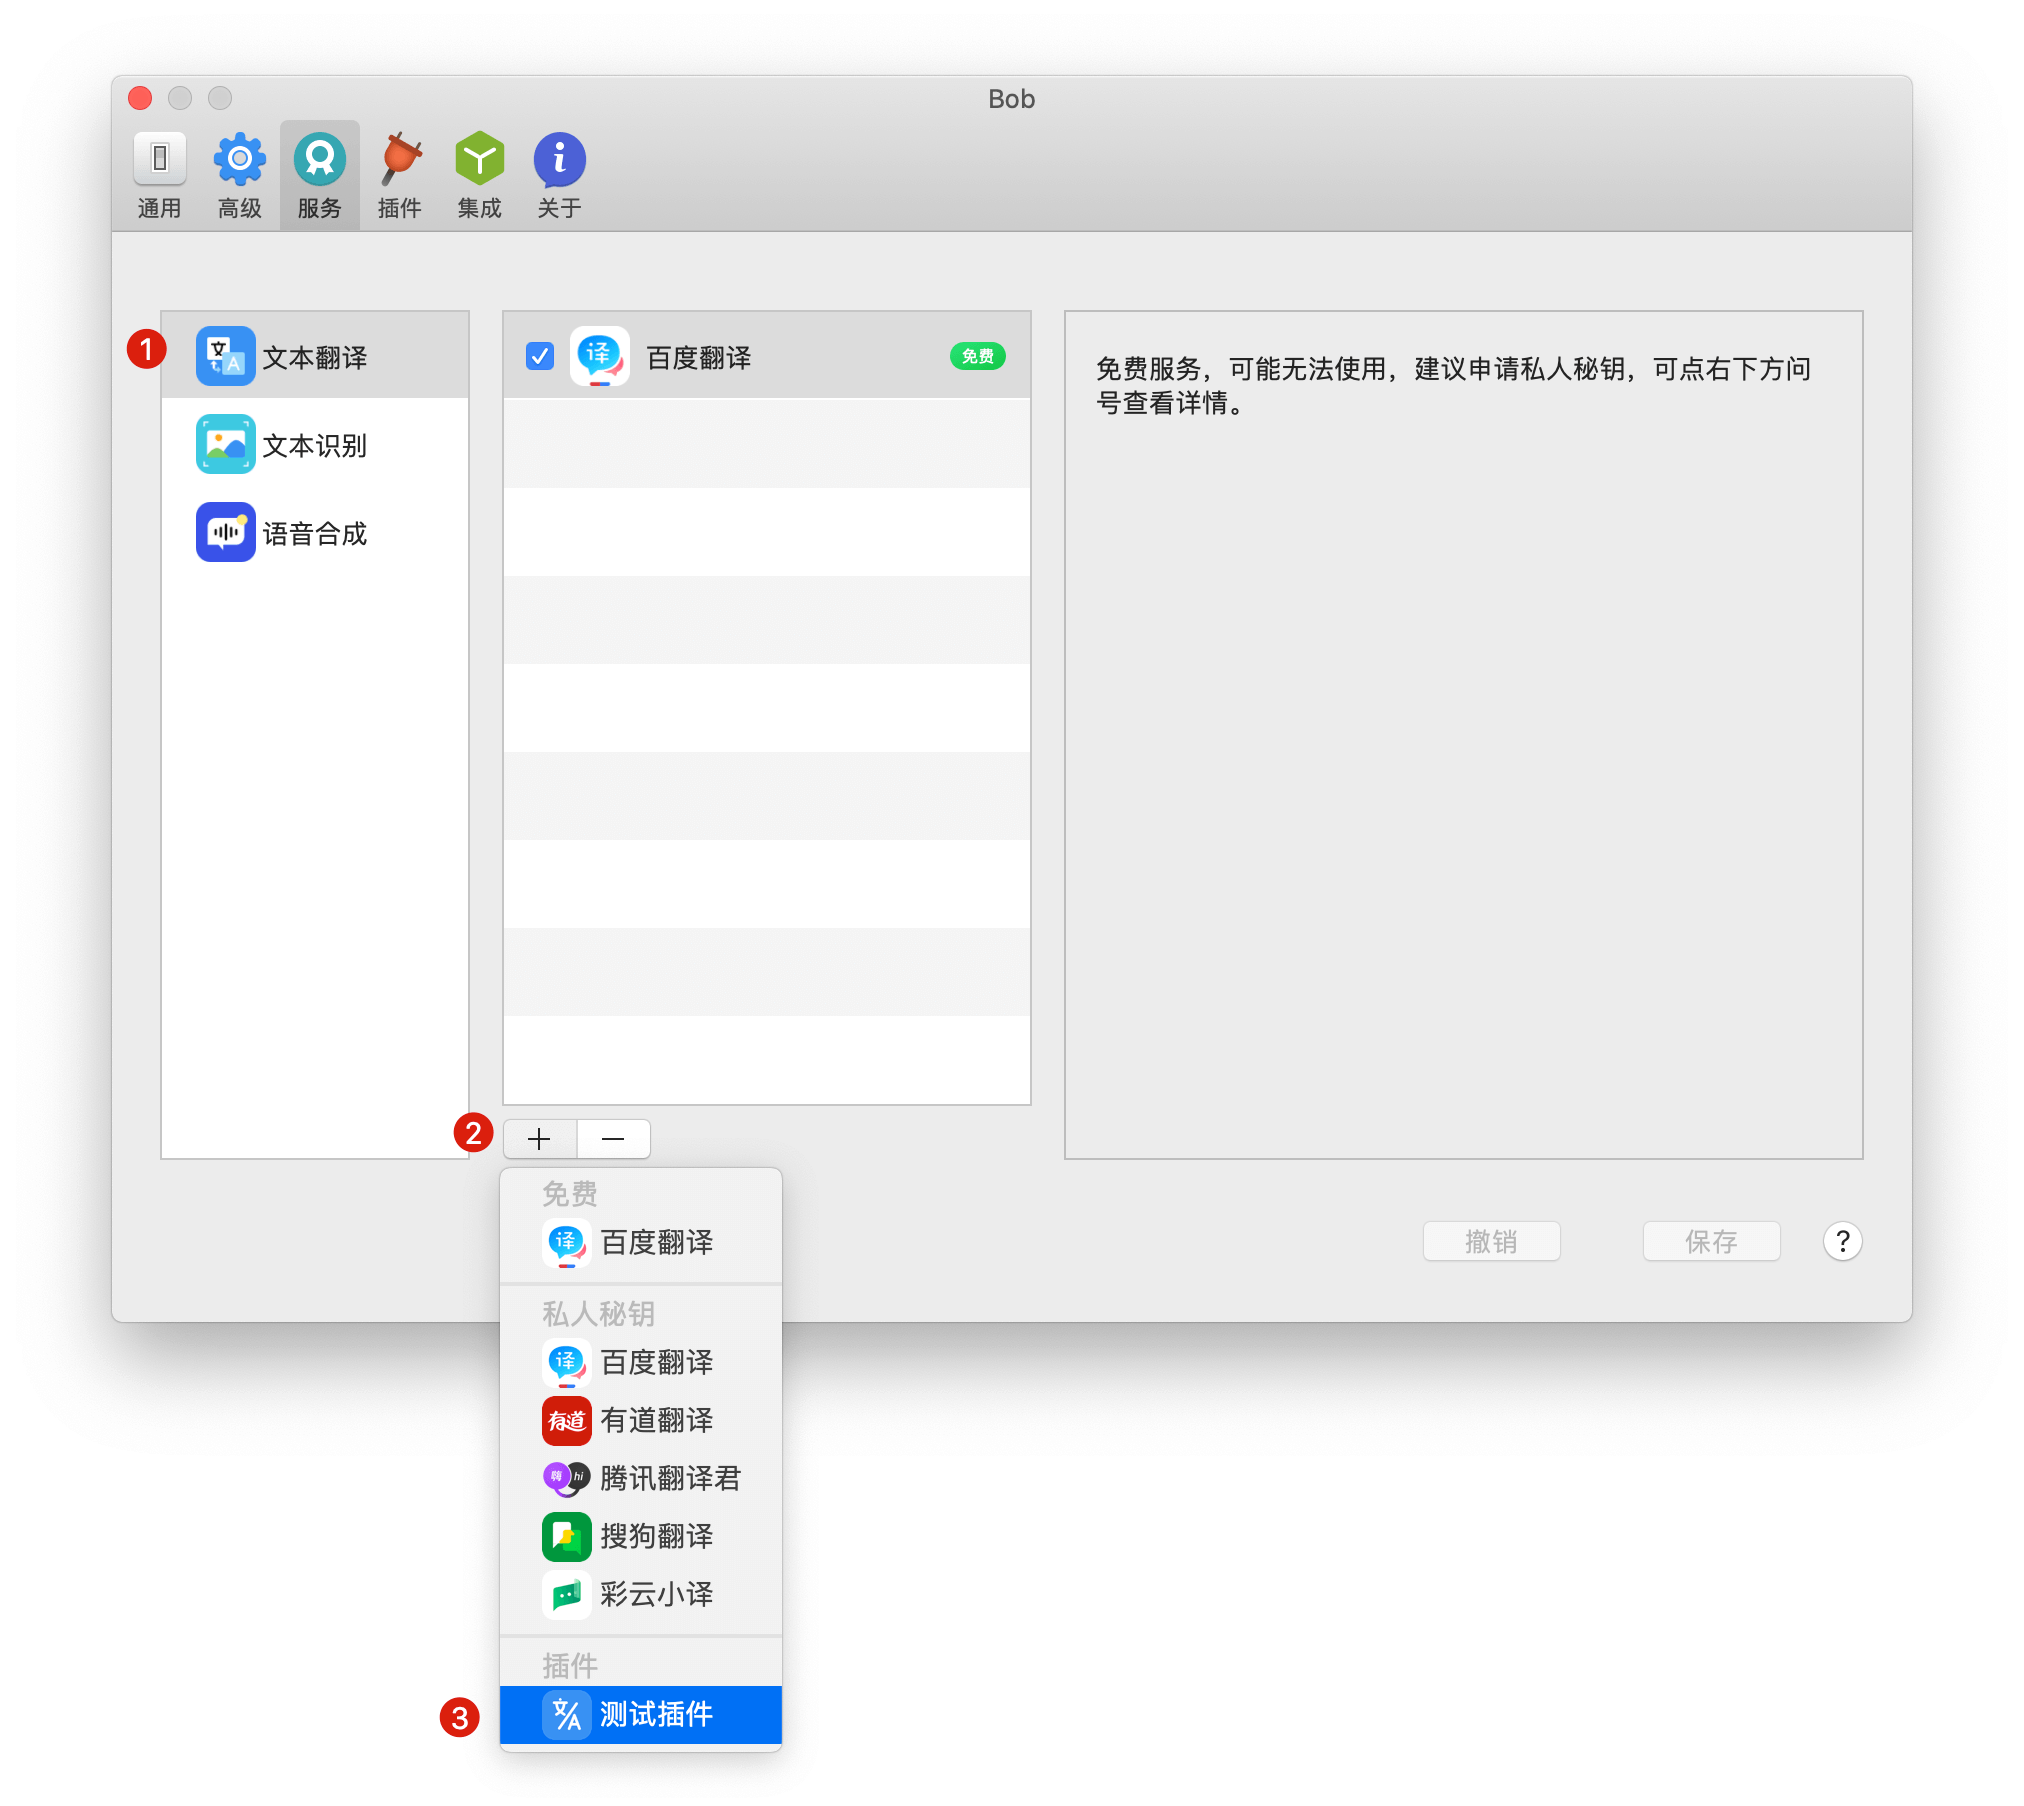 Bob
通用
高级
服务
插件
集成
关于
1
文本翻译
文本识别
语音合成
百度翻译
免费
免费服务，可能无法使用，建议申请私人秘钥，可点右下方问
号查看详情。
2
免费
百度翻译
私人秘钥
百度翻译
有道翻译
腾讯翻译君
搜狗翻译
彩云小译
插件
3
测试插件
撤销
保存
?